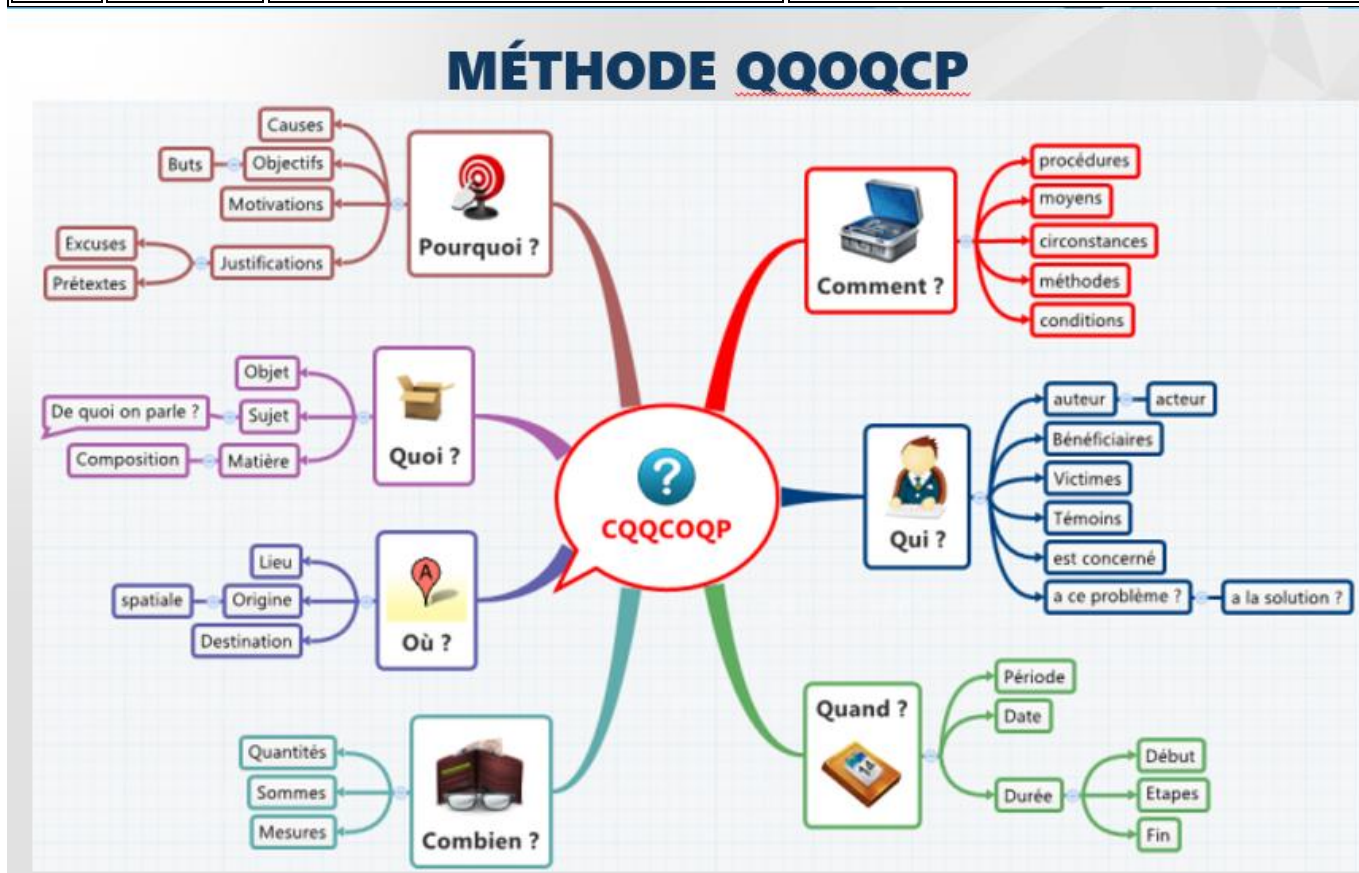 MÉTHODE QQOQCP
Causes
Buts
Objectifs
Motivations
Excuses
Prétextes
Justifications
Pourquoi ?
Objet
De quoi on parle ?
Sujet
Composition
Matière
Quoi ?
Lieu
spatiale
Origine
Destination
Où ?
A
Quantités
Sommes
Mesures
Combien ?
?
CQQCOQP
Comment ?
procédures
moyens
circonstances
méthodes
conditions
Qui ?
auteur
acteur
Bénéficiaires
Victimes
Témoins
est concerné
a ce problème ?
a la solution ?
Quand ?
14
Période
Date
Durée
Début
Etapes
Fin